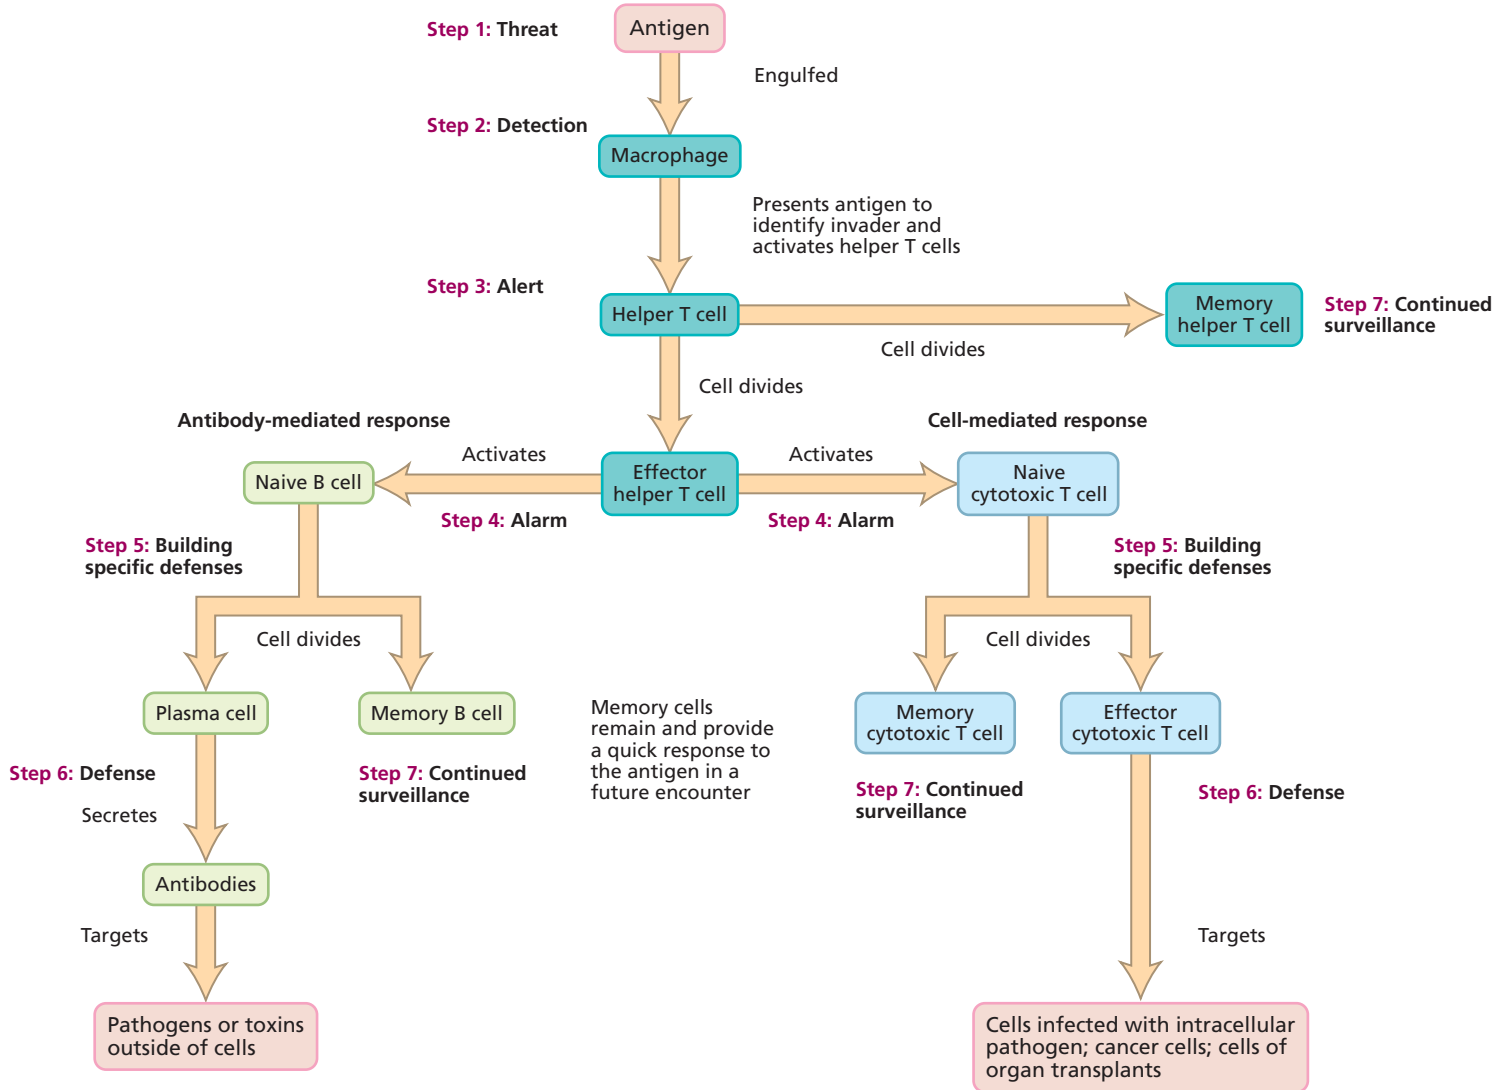 Step 1: Threat
Antigen
Engulfed
Step 2: Detection
Macrophage
Presents antigen to
identify invader and
activates helper T cells
Step 3: Alert
Helper T cell
Cell divides
Memory
helper T cell
Step 7: Continued
surveillance
Cell divides
Antibody-mediated response
Cell-mediated response
Naive B cell
Activates
Step 4: Alarm
Effector
helper T cell
Activates
Step 4: Alarm
Naive
cytotoxic T cell
Step 5: Building
specific defenses
Cell divides
Step 5: Building
specific defenses
Cell divides
Plasma cell
Memory B cell
Memory cells
remain and provide
a quick response to
the antigen in a
future encounter
Memory
cytotoxic T cell
Effector
cytotoxic T cell
Step 6: Defense
Step 7: Continued
surveillance
Step 7: Continued
surveillance
Step 6: Defense
Secretes
Antibodies
Targets
Targets
Pathogens or toxins
outside of cells
Cells infected with intracellular
pathogen; cancer cells; cells of
organ transplants